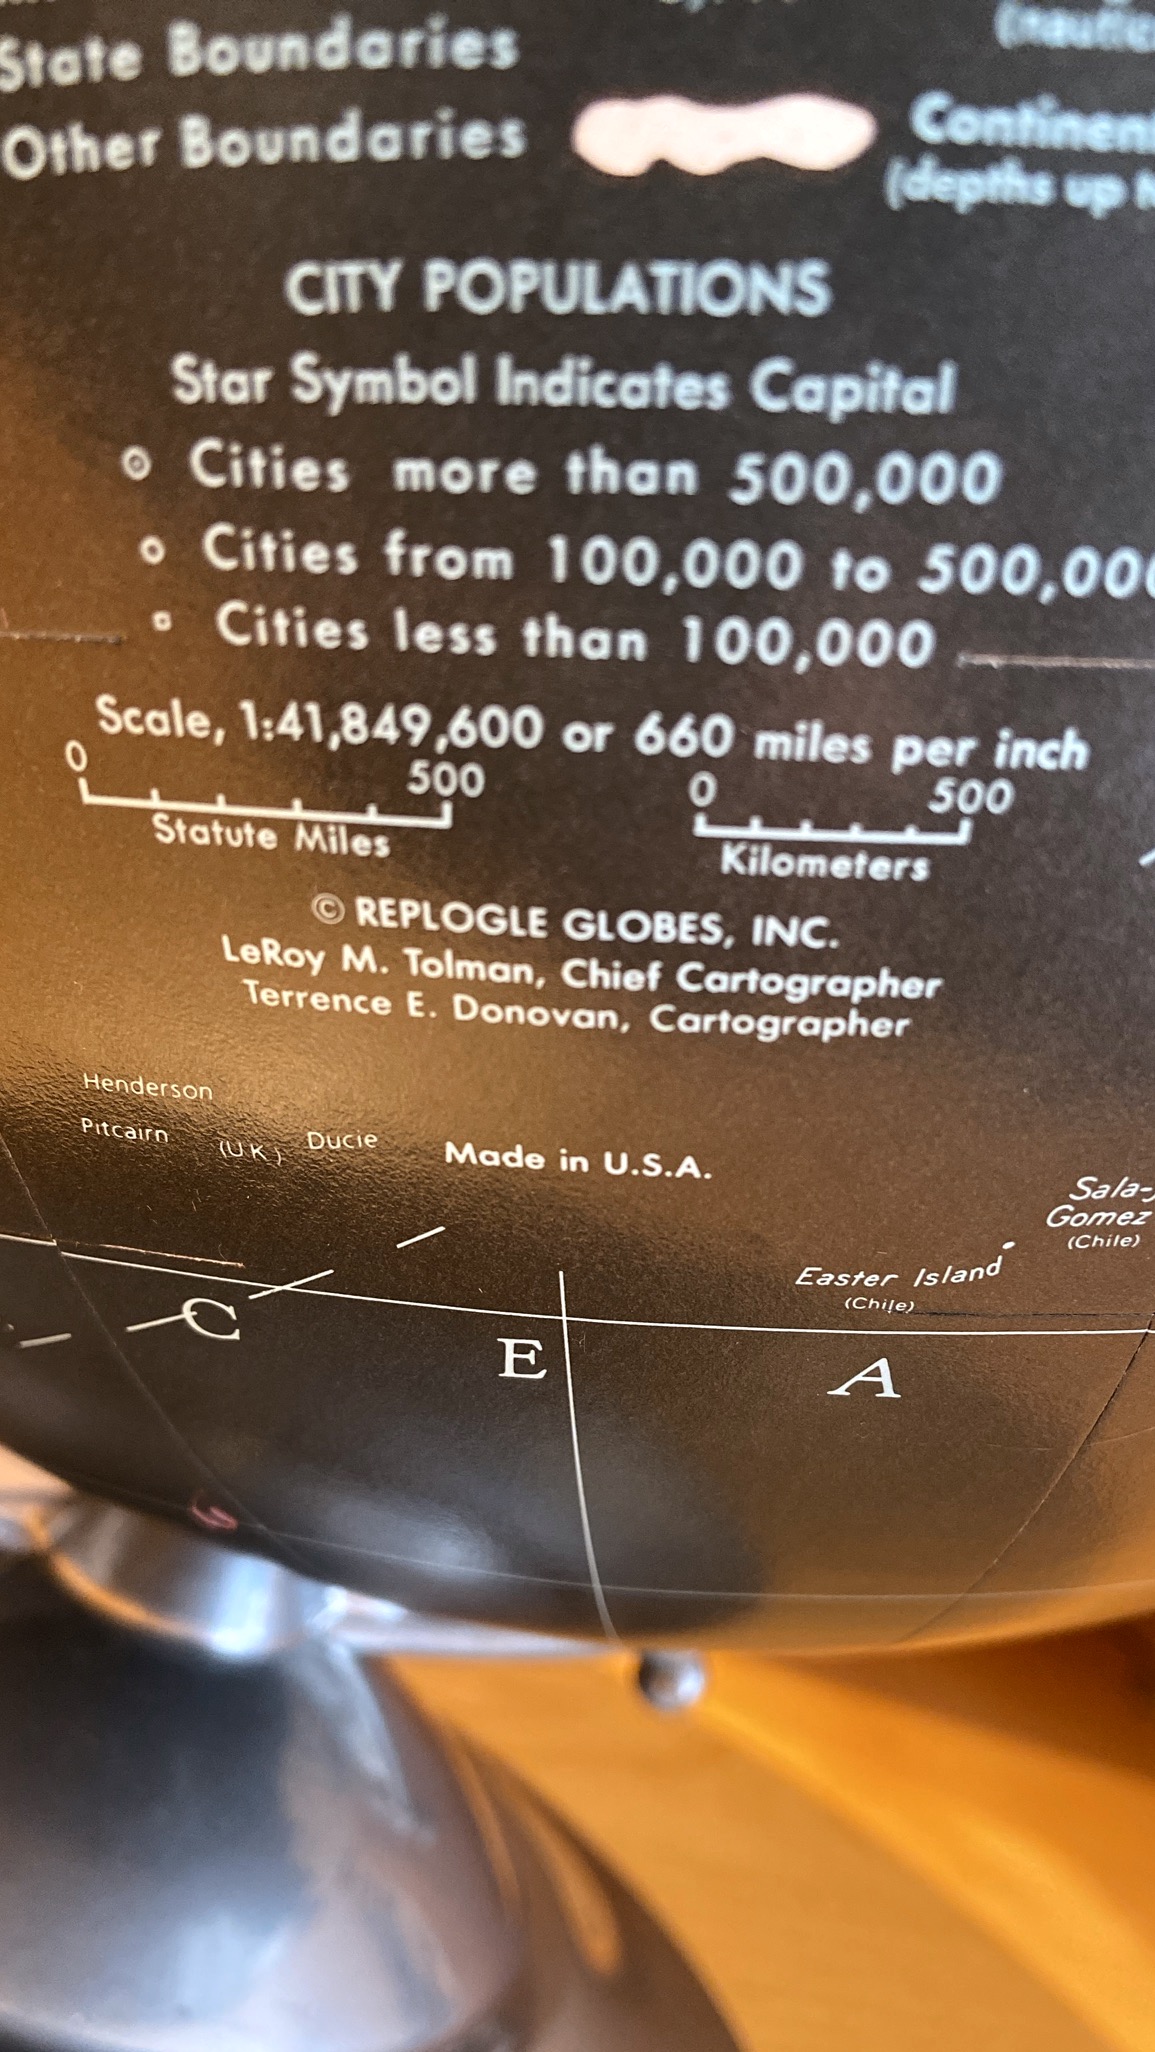 State Boundaries
Other Boundaries
(depths up
CITY POPULATIONS
Star Symbol Indicates Capital
Cities more than 500,000
Cities from 100,000 to
Cities less than 100,000
Scale, 1:41,849,600 or 660 miles per inch
0 500
Statute Miles
0 500
Kilometers
© REPLOGLE GLOBES, INC.
LeRoy M. Tolman, Chief Cartographer
Terrence E. Donovan, Cartographer
Henderson
Pitcairn (U.K.) Ducie
Made in U.S.A.
Sala-
Gomez
(Chile)
Easter Island
(Chile)
C E A